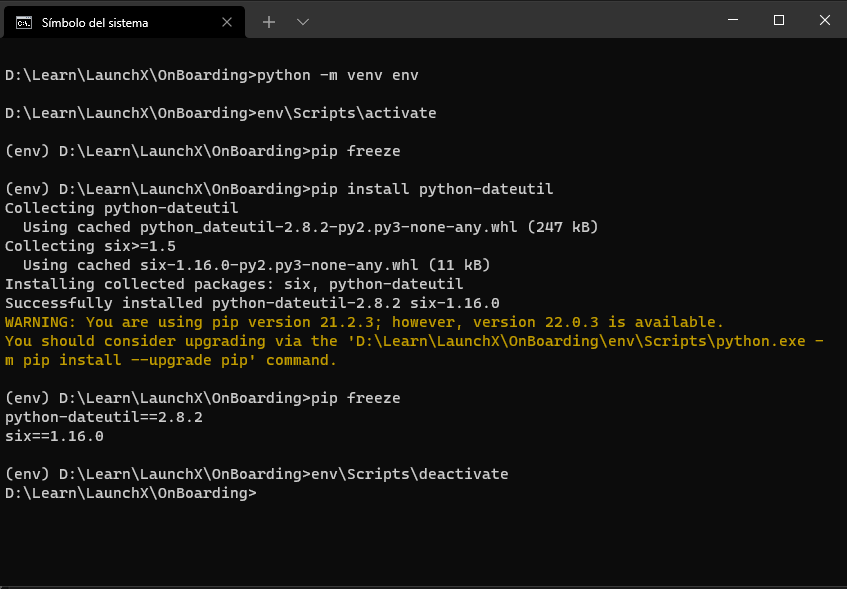 Símbolo del sistema
D:\Learn\LaunchX\OnBoarding>python -m venv env
D:\Learn\LaunchX\OnBoarding>env\Scripts\activate
(env) D:\Learn\LaunchX\OnBoarding>pip freeze
(env) D:\Learn\LaunchX\OnBoarding>pip install python-dateutil
Collecting python-dateutil
  Using cached python_dateutil-2.8.2-py2.py3-none-any.whl (247 kB)
Collecting six>=1.5
  Using cached six-1.16.0-py2.py3-none-any.whl (11 kB)
Installing collected packages: six, python-dateutil
Successfully installed python-dateutil-2.8.2 six-1.16.0
WARNING: You are using pip version 21.2.3; however, version 22.0.3 is available.
You should consider upgrading via the 'D:\Learn\LaunchX\OnBoarding\env\Scripts\python.exe -
m pip install --upgrade pip' command.
(env) D:\Learn\LaunchX\OnBoarding>pip freeze
python-dateutil==2.8.2
six==1.16.0
(env) D:\Learn\LaunchX\OnBoarding>env\Scripts\deactivate
D:\Learn\LaunchX\OnBoarding>